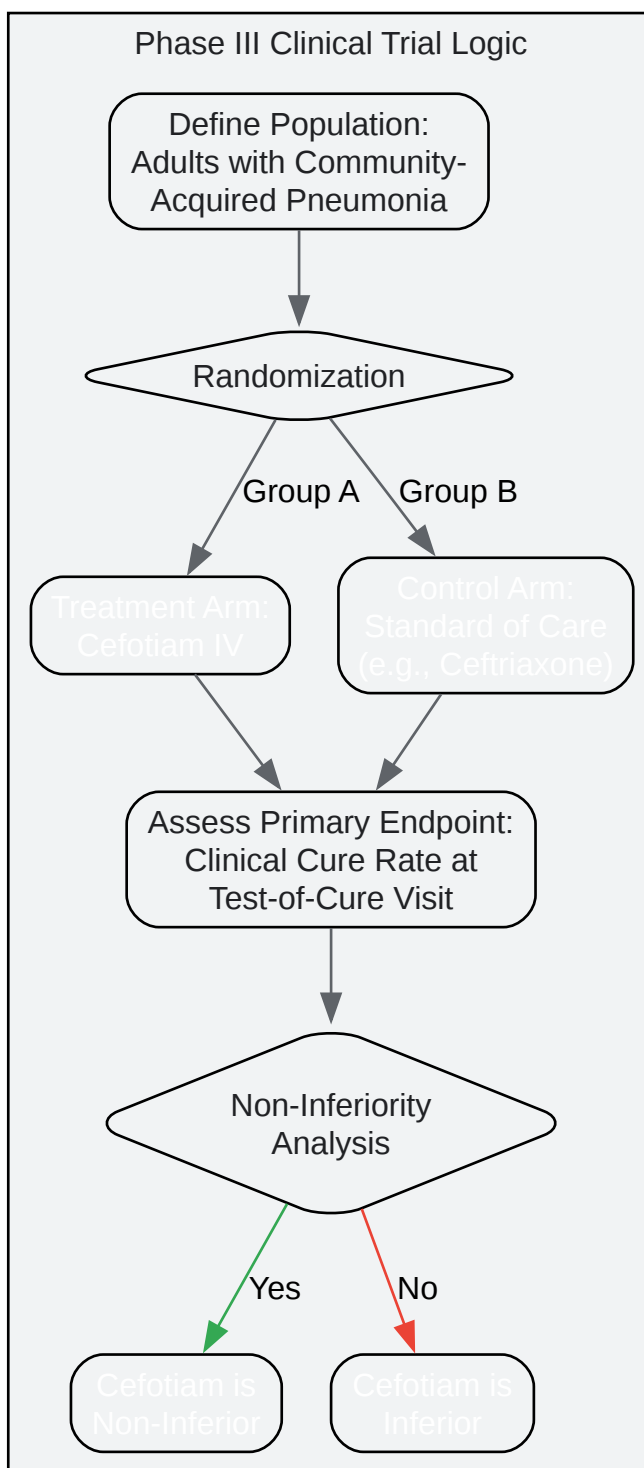 Phase III Clinical Trial Logic
Define Population:
Adults with Community-
Acquired Pneumonia
Randomization
Group A
Group B
Treatment Arm:
Cefotiam IV
Control Arm:
Standard of Care
(e.g., Ceftriaxone)
Assess Primary Endpoint:
Clinical Cure Rate at
Test-of-Cure Visit
Non-Inferiority
Analysis
Yes
No
Cefotiam is
Non-Inferior
Cefotiam is
Inferior